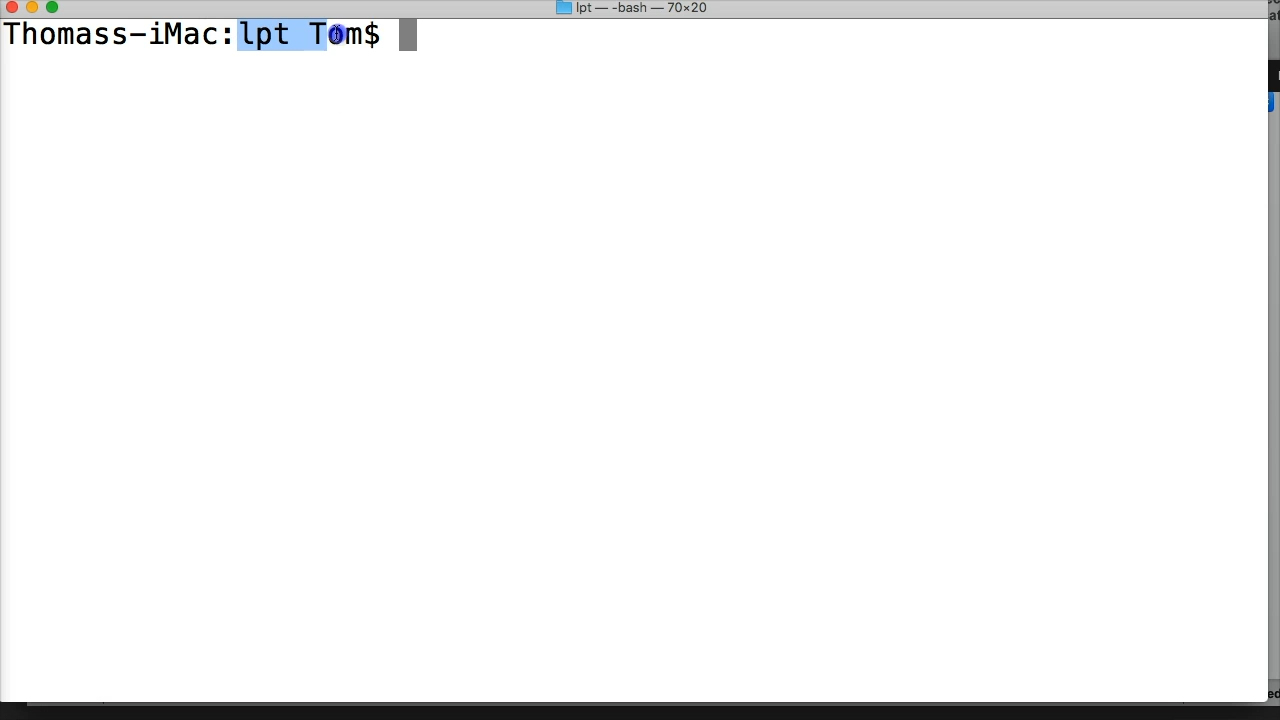 lpt — -bash — 70×20
Thomass-iMac:lpt Tom$